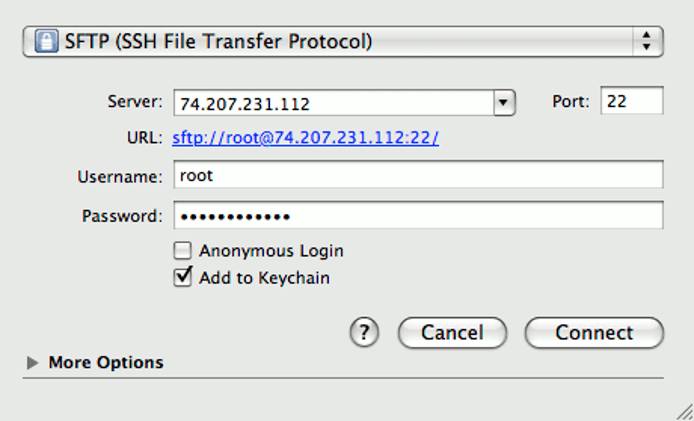 SFTP (SSH File Transfer Protocol)
Server: 74.207.231.112 Port: 22
URL: sftp://root@74.207.231.112:22/
Username: root
Password: ••••••••••••
Anonymous Login
Add to Keychain
? Cancel Connect
More Options